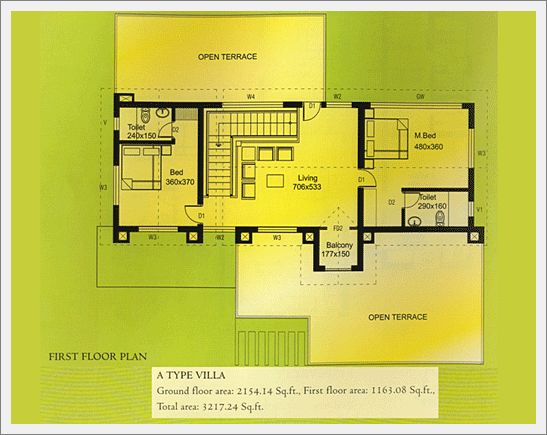 OPEN TERRACE
W4
W2
GW
D1
V
Toilet
240x150
D2
M.Bed
480x360
W3
Bed
360x370
Living
706x533
D1
W3
D1
D2
Toilet
290x160
V1
W3
W2
W3
FD2
W3
Balcony
177x150
OPEN TERRACE
FIRST FLOOR PLAN
A TYPE VILLA
Ground floor area: 2154.14 Sq.ft., First floor area: 1163.08 Sq.ft.,
Total area: 3217.24 Sq.ft.